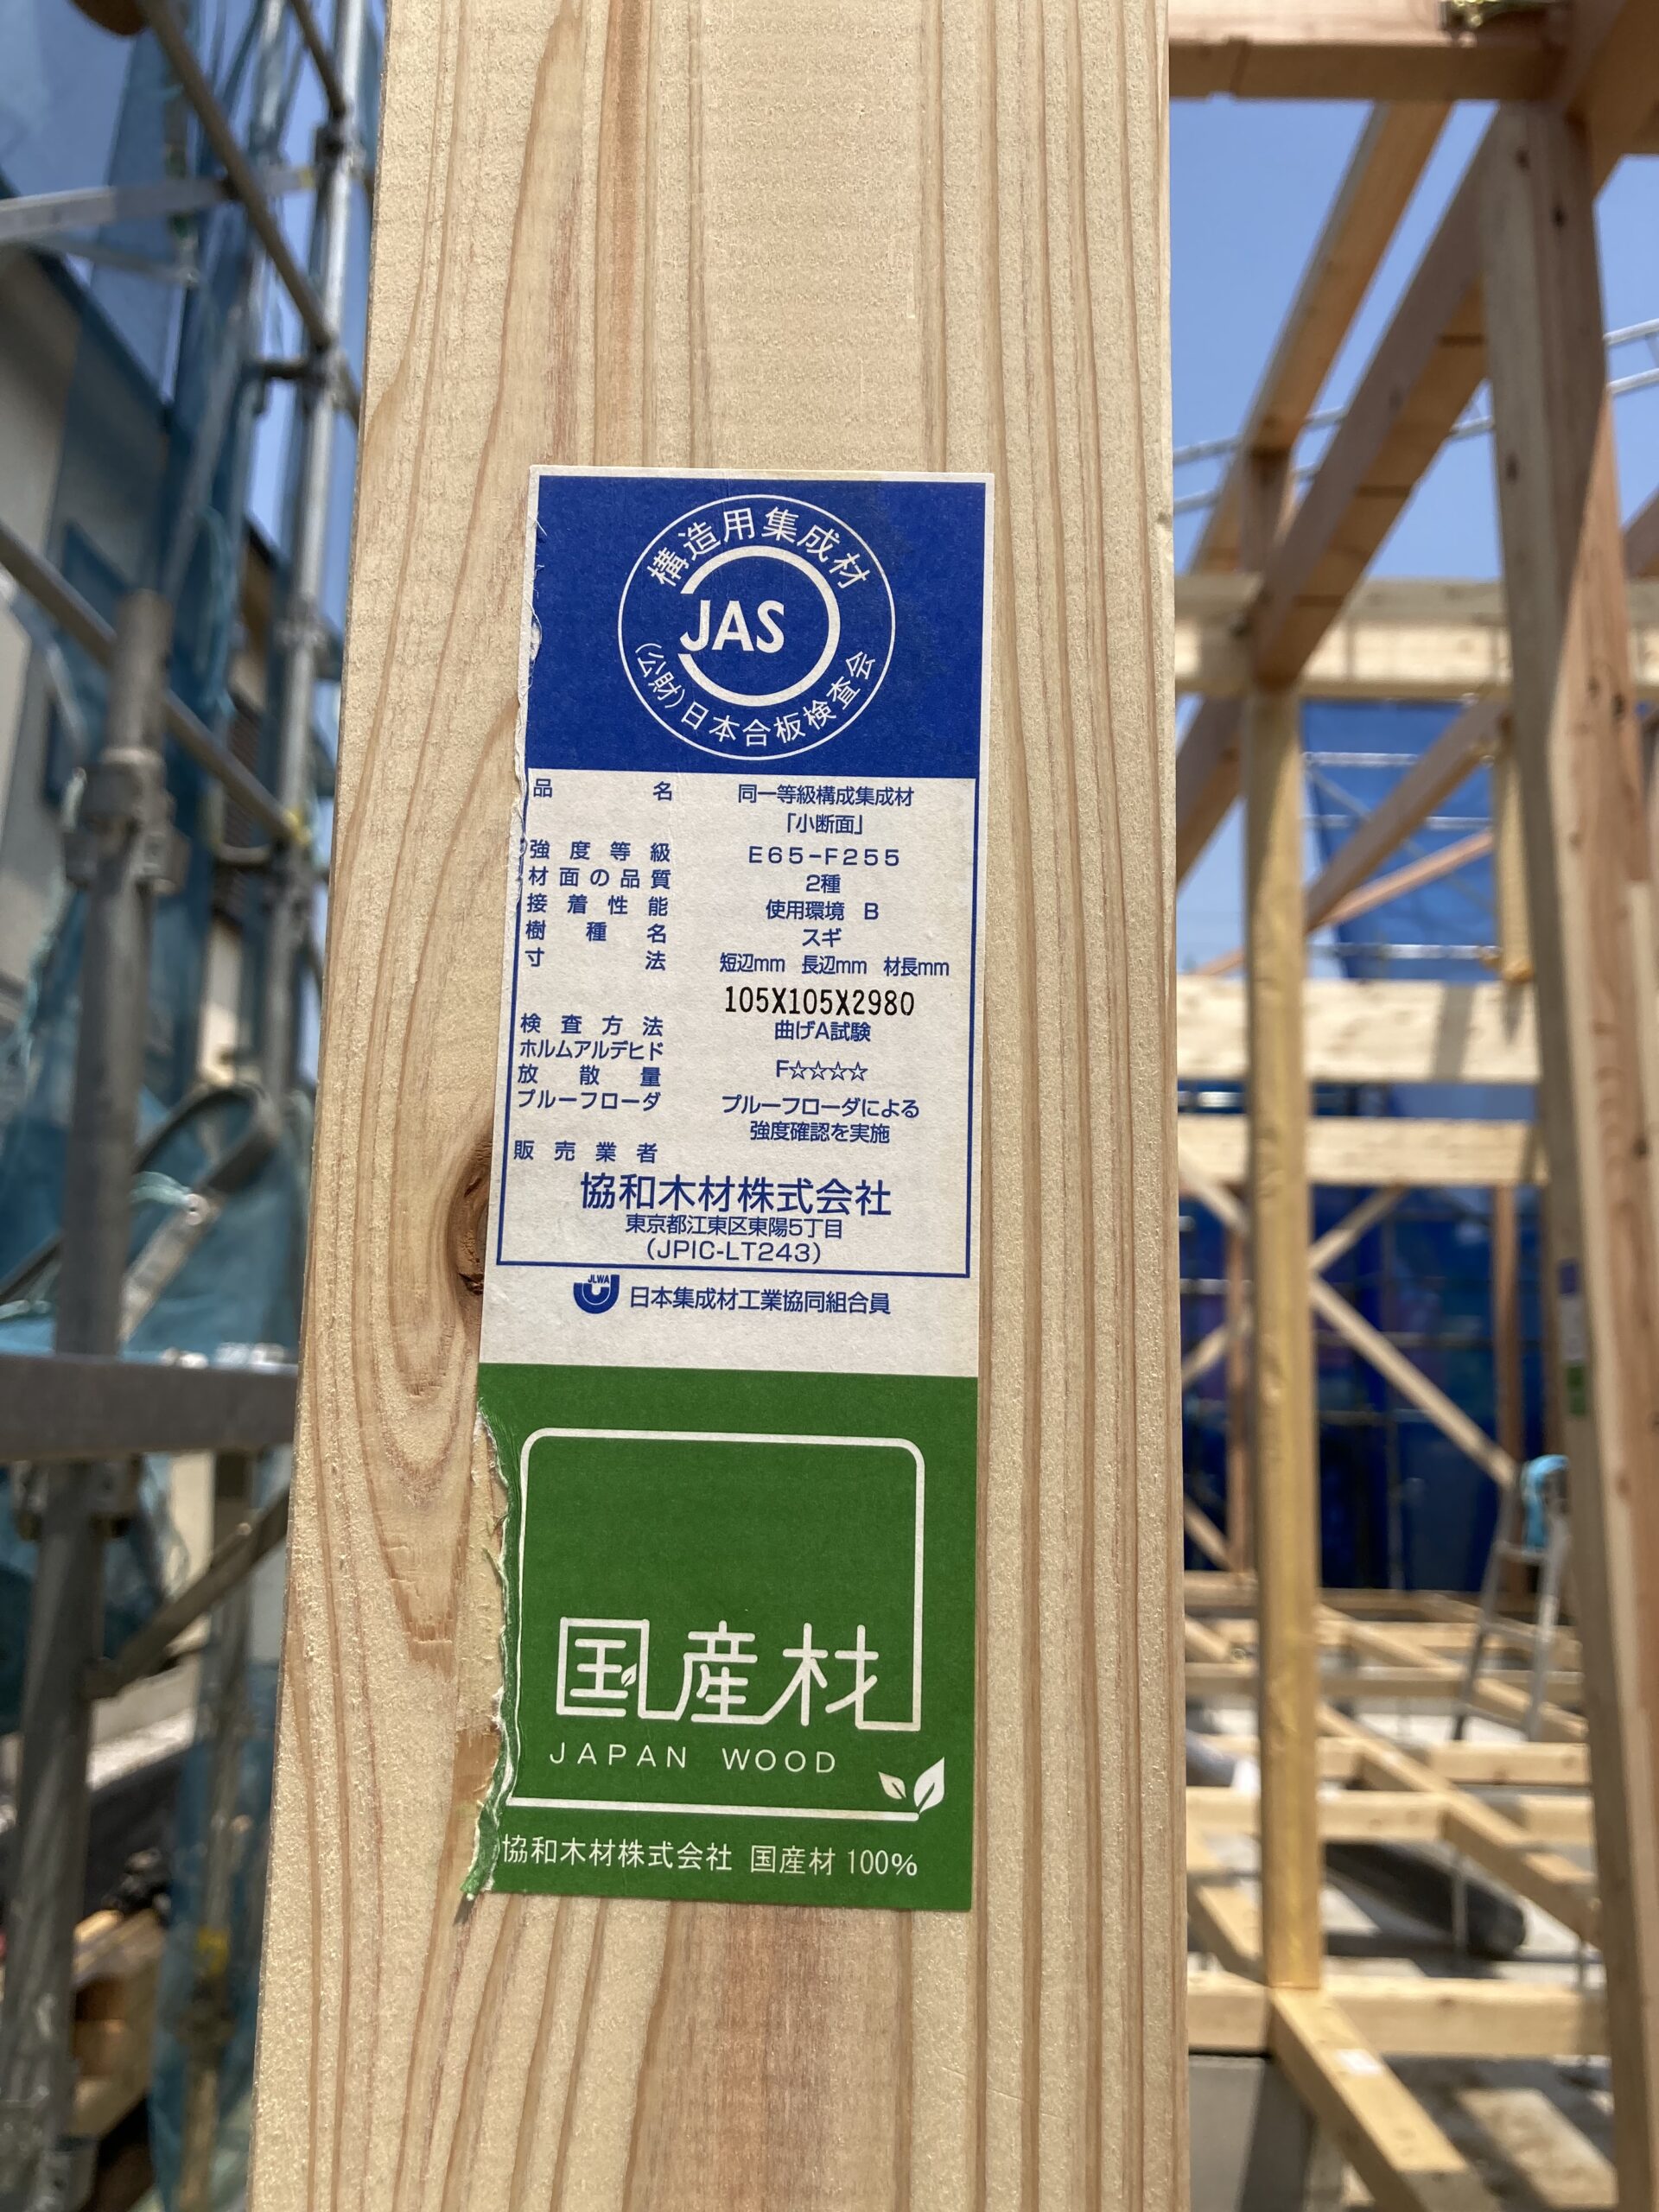 構造用集成材
JAS
(公財)日本合板検査会
品名 同一等級構成集成材
「小断面」
強度等級 E65-F255
材面の品質 2種
接着性能 使用環境 B
樹種名 スギ
寸法 短辺mm 長辺mm 材長mm
105X105X2980
検査方法 曲げA試験
ホルムアルデヒド
放散量 F☆☆☆☆
プルーフローダ プルーフローダによる
強度確認を実施
販売業者
協和木材株式会社
東京都江東区東陽5丁目
(JPIC-LT243)
JLWA 日本集成材工業協同組合員
国産材
JAPAN WOOD
協和木材株式会社 国産材 100%